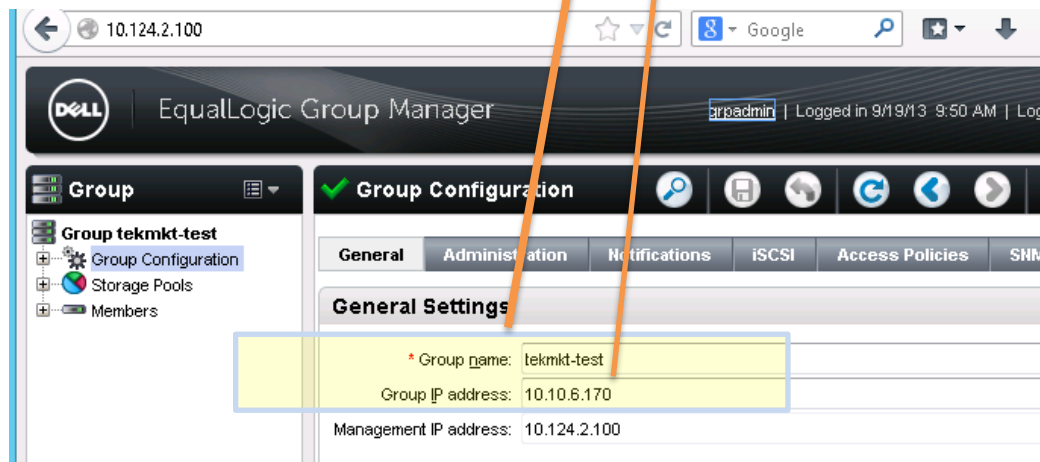 10.124.2.100
Google
DELL
EqualLogic Group Manager
grpadmin | Logged in 9/19/13 9:50 AM | Log
Group
Group Configuration
Group tekmkt-test
Group Configuration
Storage Pools
Members
General Administration Notifications iSCSI Access Policies SNM
General Settings
* Group name: tekmkt-test
Group IP address: 10.10.6.170
Management IP address: 10.124.2.100